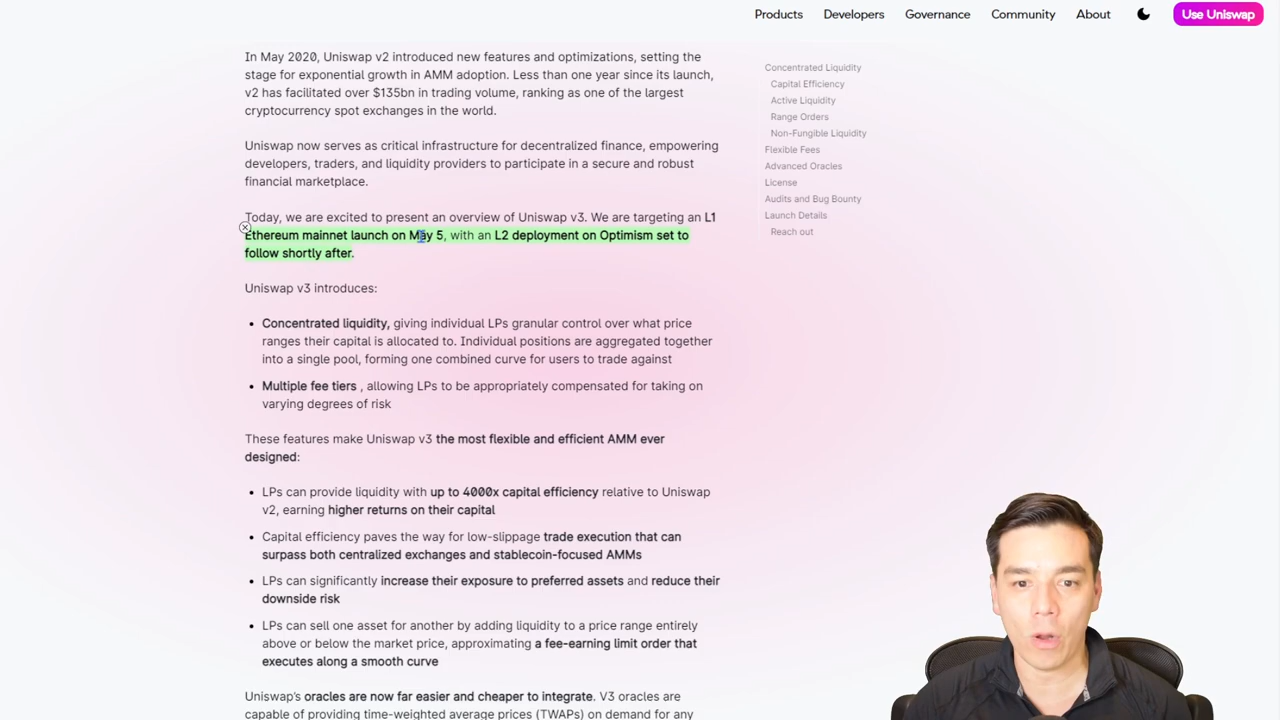 Products Developers Governance Community About Use Uniswap
In May 2020, Uniswap v2 introduced new features and optimizations, setting the
stage for exponential growth in AMM adoption. Less than one year since its launch,
v2 has facilitated over $135bn in trading volume, ranking as one of the largest
cryptocurrency spot exchanges in the world.
Uniswap now serves as critical infrastructure for decentralized finance, empowering
developers, traders, and liquidity providers to participate in a secure and robust
financial marketplace.
Today, we are excited to present an overview of Uniswap v3. We are targeting an L1
Ethereum mainnet launch on May 5, with an L2 deployment on Optimism set to
follow shortly after.
Uniswap v3 introduces:
• Concentrated liquidity, giving individual LPs granular control over what price
ranges their capital is allocated to. Individual positions are aggregated together
into a single pool, forming one combined curve for users to trade against
• Multiple fee tiers , allowing LPs to be appropriately compensated for taking on
varying degrees of risk
These features make Uniswap v3 the most flexible and efficient AMM ever
designed:
• LPs can provide liquidity with up to 4000x capital efficiency relative to Uniswap
v2, earning higher returns on their capital
• Capital efficiency paves the way for low-slippage trade execution that can
surpass both centralized exchanges and stablecoin-focused AMMs
• LPs can significantly increase their exposure to preferred assets and reduce their
downside risk
• LPs can sell one asset for another by adding liquidity to a price range entirely
above or below the market price, approximating a fee-earning limit order that
executes along a smooth curve
Uniswap's oracles are now far easier and cheaper to integrate. V3 oracles are
capable of providing time-weighted average prices (TWAPs) on demand for any
Concentrated Liquidity
Capital Efficiency
Active Liquidity
Range Orders
Non-Fungible Liquidity
Flexible Fees
Advanced Oracles
License
Audits and Bug Bounty
Launch Details
Reach out